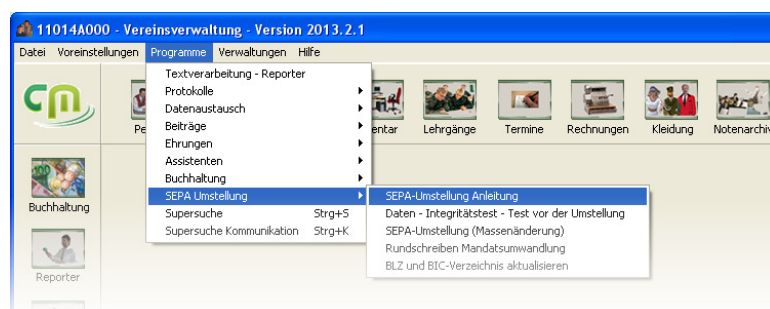 11014A000 - Vereinsverwaltung - Version 2013.2.1
Datei Voreinstellungen Programme Verwaltungen Hilfe
Textverarbeitung - Reporter
Protokolle
Datenaustausch
Beiträge
Ehrungen
Assistenten
Buchhaltung
SEPA Umstellung
Supersuche Strg+S
Supersuche Kommunikation Strg+K
SEPA-Umstellung Anleitung
Daten - Integritätstest - Test vor der Umstellung
SEPA-Umstellung (Massenänderung)
Rundschreiben Mandatsumwandlung
BLZ und BIC-Verzeichnis aktualisieren
cm
Pe entar Lehrgänge Termine Rechnungen Kleidung Notenarchiv
100
Buchhaltung
Reporter